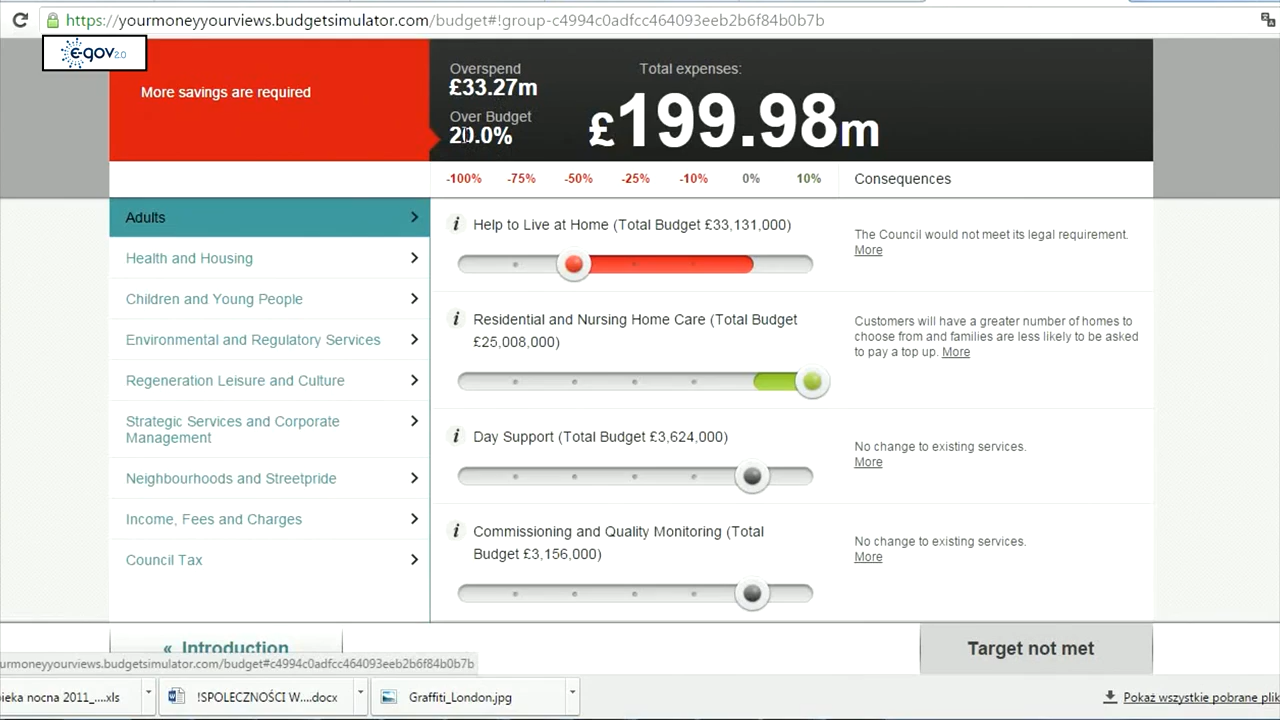 https://yourmoneyyourviews.budgetsimulator.com/budget#!group-c4994c0adfcc464093eeb2b6f84b0b7b
e-gov 2.0
More savings are required
Overspend
£33.27m
Over Budget
20.0%
Total expenses:
£199.98m
-100% -75% -50% -25% -10% 0% 10% Consequences
Adults
Health and Housing
Children and Young People
Environmental and Regulatory Services
Regeneration Leisure and Culture
Strategic Services and Corporate
Management
Neighbourhoods and Streetpride
Income, Fees and Charges
Council Tax
i Help to Live at Home (Total Budget £33,131,000)
The Council would not meet its legal requirement.
More
i Residential and Nursing Home Care (Total Budget
£25,008,000)
Customers will have a greater number of homes to
choose from and families are less likely to be asked
to pay a top up. More
i Day Support (Total Budget £3,624,000)
No change to existing services.
More
i Commissioning and Quality Monitoring (Total
Budget £3,156,000)
No change to existing services.
More
« Introduction
Target not met
urmoneyyourviews.budgetsimulator.com/budget#c4994c0adfcc464093eeb2b6f84b0b7b
ieka nocna 2011_....xls
!SPOLECZNOŚCI W....docx
Graffiti_London.jpg
Pokaż wszystkie pobrane plik